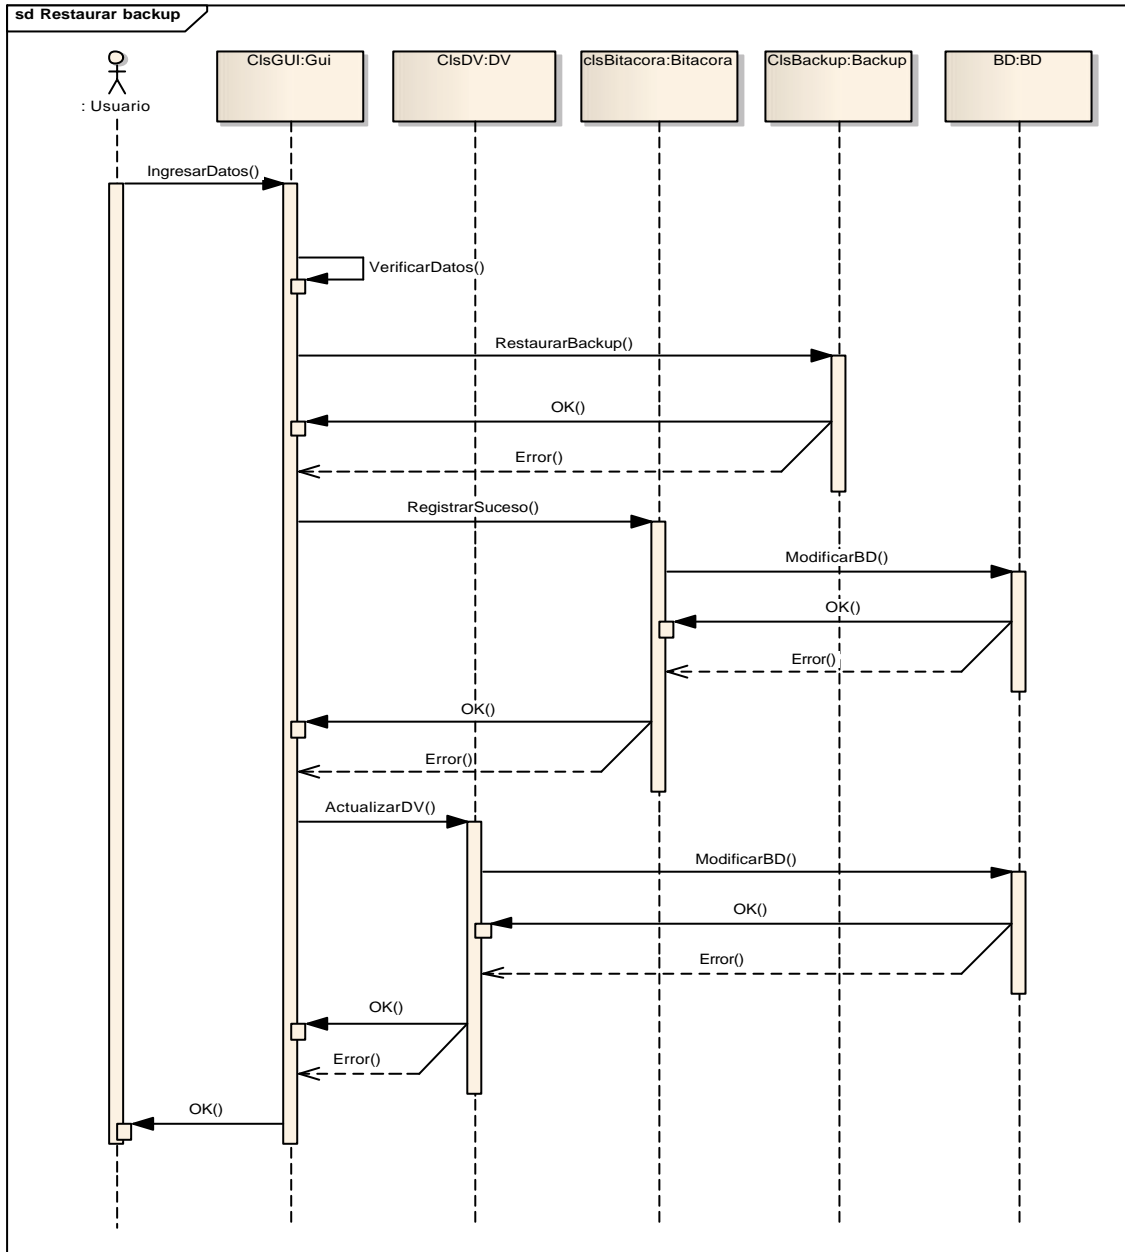 sd Restaurar backup
: Usuario
ClsGUI:Gui
ClsDV:DV
clsBitacora:Bitacora
ClsBackup:Backup
BD:BD
IngresarDatos()
VerificarDatos()
RestaurarBackup()
OK()
Error()
RegistrarSuceso()
ModificarBD()
OK()
Error()
OK()
Error()
ActualizarDV()
ModificarBD()
OK()
Error()
OK()
Error()
OK()